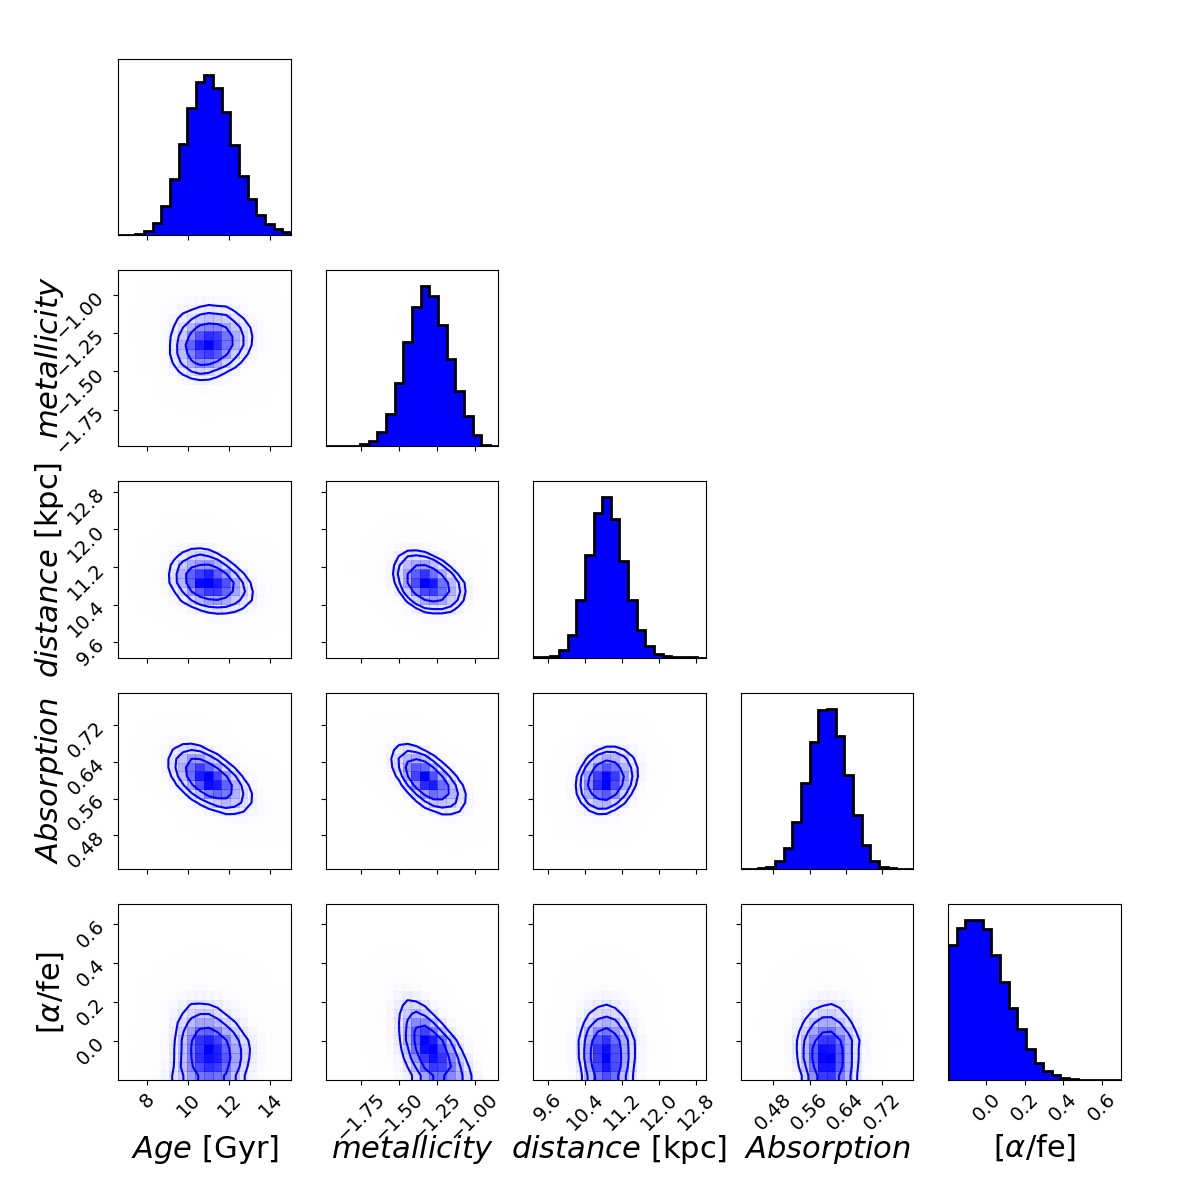 metallicity
−1.00
−1.25
−1.50
−1.75
distance [kpc]
12.8
12.0
11.2
10.4
9.6
Absorption
0.72
0.64
0.56
0.48
[α/fe]
0.6
0.4
0.2
0.0
8 10 12 14
−1.75 −1.50 −1.25 −1.00
9.6 10.4 11.2 12.0 12.8
0.48 0.56 0.64 0.72
0.0 0.2 0.4 0.6
Age [Gyr] metallicity distance [kpc] Absorption [α/fe]